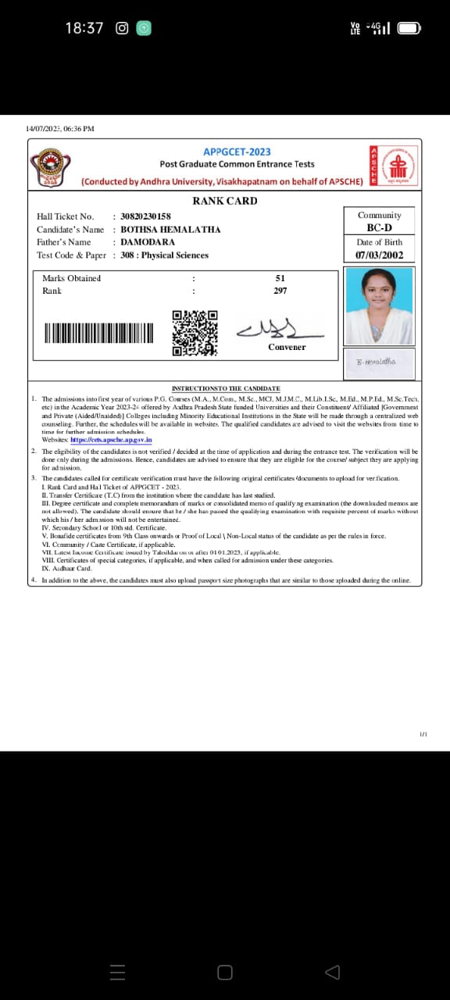 18:37
Vo LTE 4G
14/07/2023, 06:36 PM
APPGCET-2023
Post Graduate Common Entrance Tests
(Conducted by Andhra University, Visakhapatnam on behalf of APSCHE)
APSCHE
RANK CARD
Hall Ticket No. : 30820230158
Candidate's Name : BOTHSA HEMALATHA
Father's Name : DAMODARA
Test Code & Paper : 308 : Physical Sciences
Community
BC-D
Date of Birth
07/03/2002
Marks Obtained : 51
Rank : 297
Convener
B. Hemalatha
INSTRUCTIONS TO THE CANDIDATE
1. The admissions into first year of various P.G. Courses (M.A., M.Com., M.Sc., MCJ, M.J.M.C., M.Lib.I.Sc, M.Ed., M.P.Ed., M.Sc.Tech.
etc) in the Academic Year 2023-24 offered by Andhra Pradesh State funded Universities and their Constituent/ Affiliated [Government
and Private (Aided/Unaided)] Colleges including Minority Educational Institutions in the State will be made through a centralized web
counseling. Further, the schedules will be available in websites. The qualified candidates are advised to visit the websites from time to
time for further admission schedules.
Websites: https://cets.apsche.ap.gov.in
2. The eligibility of the candidates is not verified / decided at the time of application and during the entrance test. The verification will be
done only during the admissions. Hence, candidates are advised to ensure that they are eligible for the course/ subject they are applying
for admission.
3. The candidates called for certificate verification must have the following original certificates /documents to upload for verification.
I. Rank Card and Hall Ticket of APPGCET - 2023.
II. Transfer Certificate (T.C) from the institution where the candidate has last studied.
III. Degree certificate and complete memorandum of marks or consolidated memo of qualifying examination (the downloaded memos are
not allowed). The candidate should ensure that he / she has passed the qualifying examination with requisite percent of marks without
which his / her admission will not be entertained.
IV. Secondary School or 10th std. Certificate.
V. Bonafide certificates from 9th Class onwards or Proof of Local \ Non-Local status of the candidate as per the rules in force.
VI. Community / Caste Certificate, if applicable.
VII. Latest Income Certificate issued by Tahsildar on or after 01.01.2023, if applicable.
VIII. Certificates of special categories, if applicable, and when called for admission under these categories.
IX. Aadhaar Card.
4. In addition to the above, the candidates must also upload passport size photographs that are similar to those uploaded during the online.
1/1